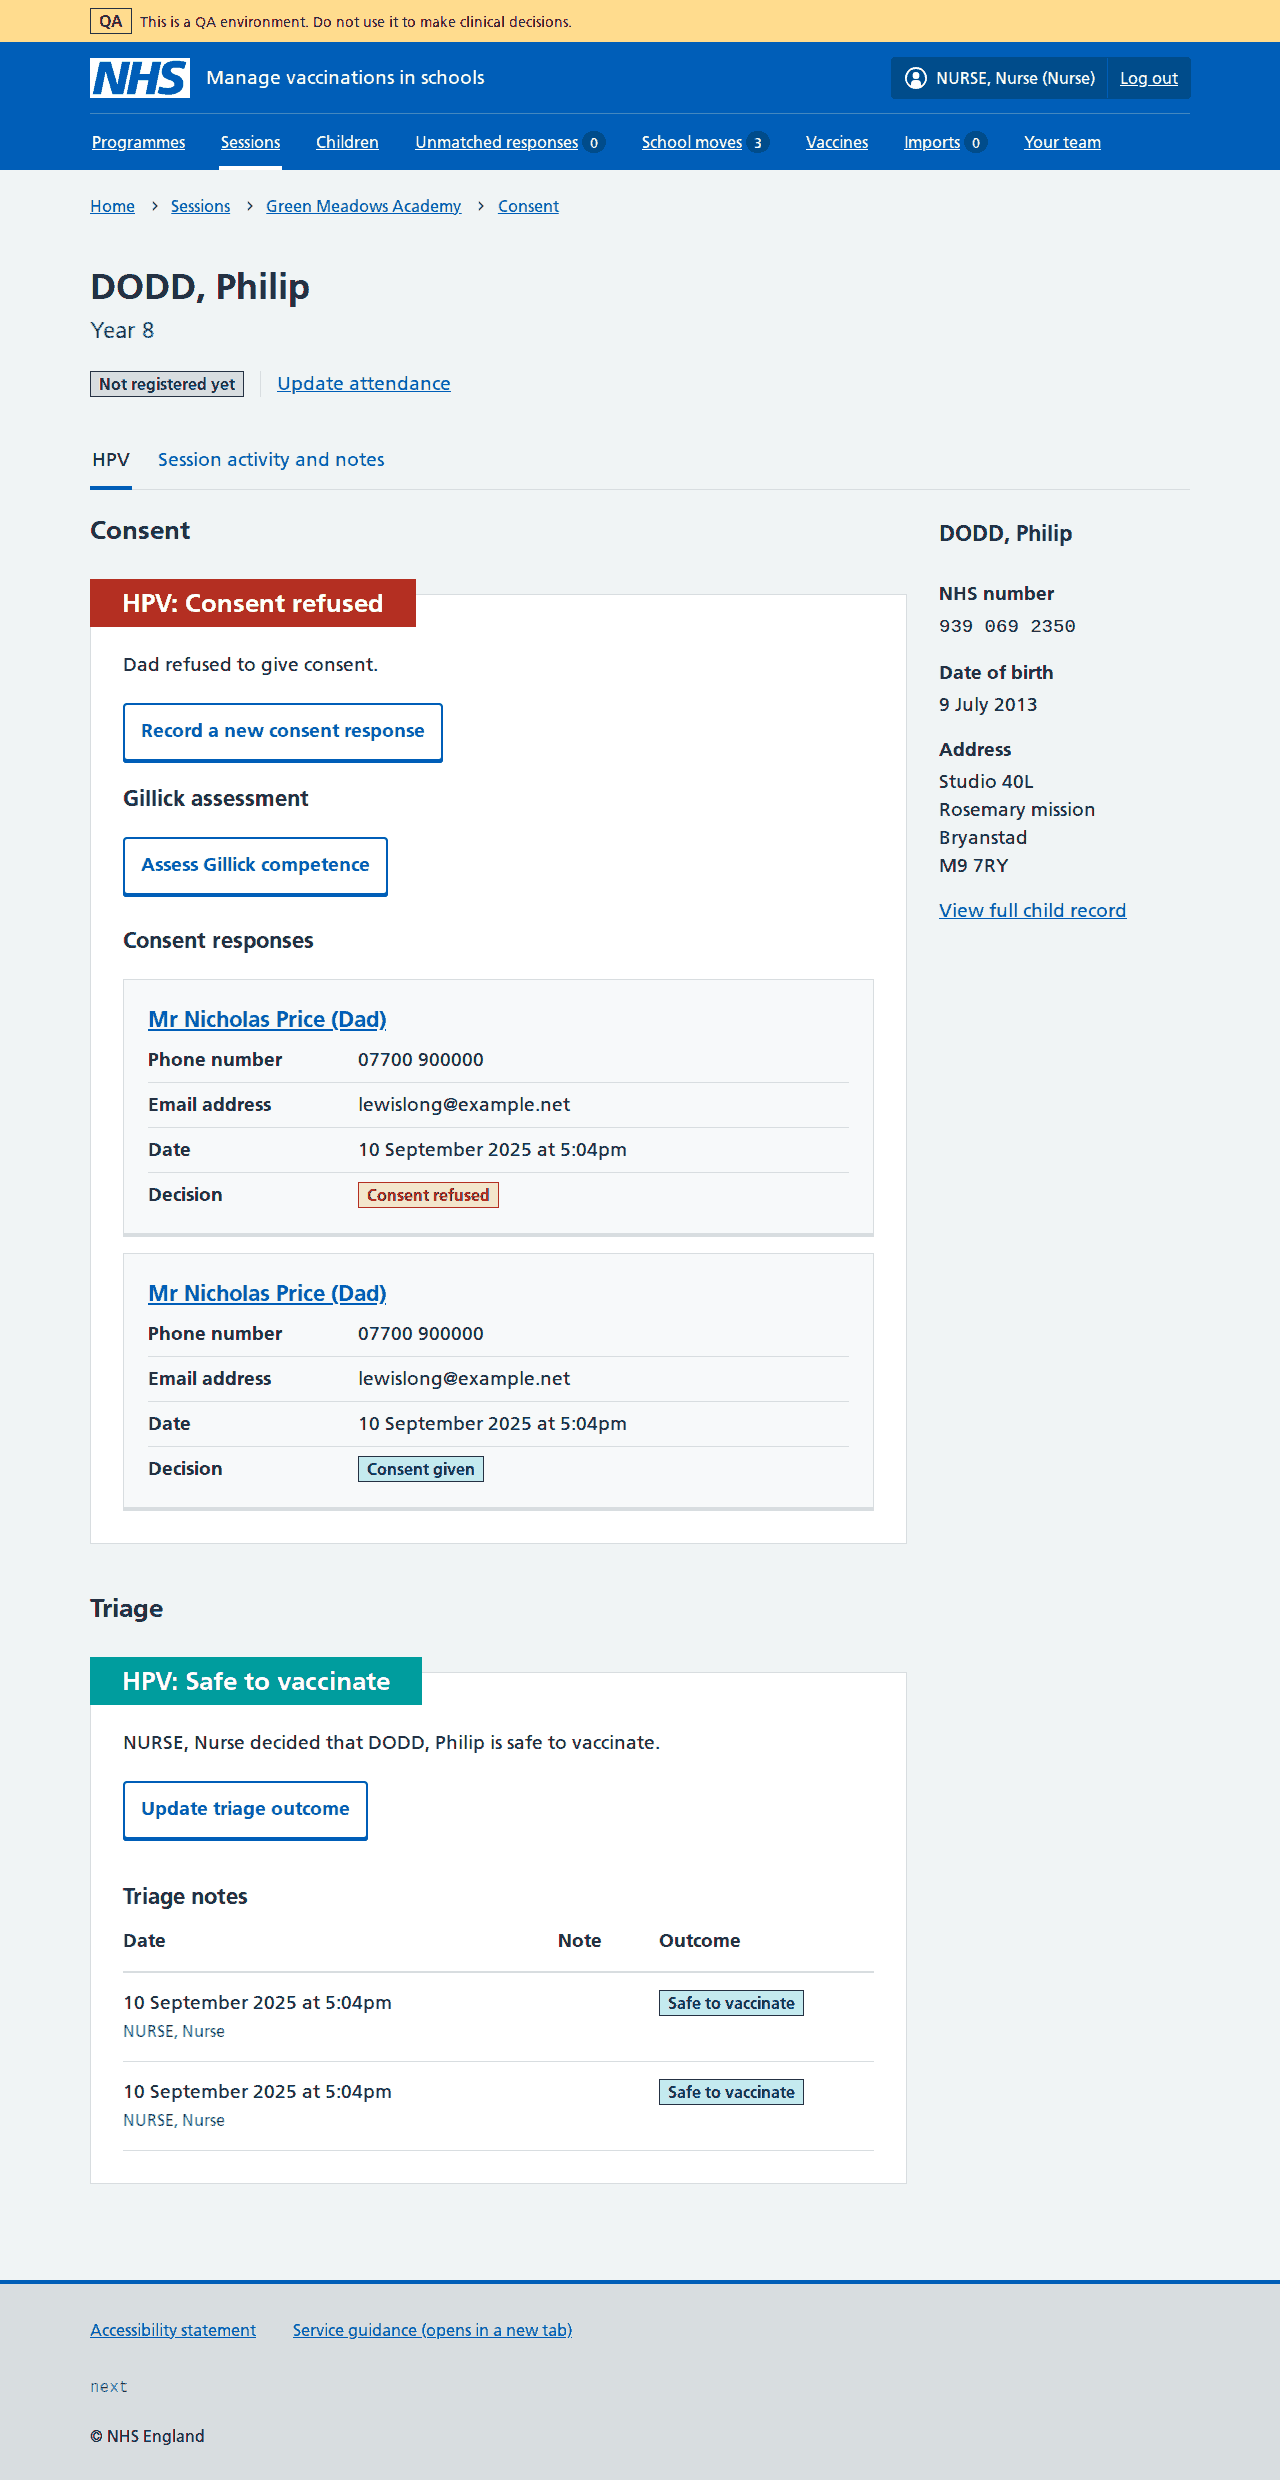 QA This is a QA environment. Do not use it to make clinical decisions.
NHS Manage vaccinations in schools NURSE, Nurse (Nurse) Log out
Programmes Sessions Children Unmatched responses 0 School moves 3 Vaccines Imports 0 Your team
Home Sessions Green Meadows Academy Consent
DODD, Philip
Year 8
Not registered yet Update attendance
HPV Session activity and notes
Consent
HPV: Consent refused
Dad refused to give consent.
Record a new consent response
Gillick assessment
Assess Gillick competence
Consent responses
Mr Nicholas Price (Dad)
Phone number 07700 900000
Email address lewislong@example.net
Date 10 September 2025 at 5:04pm
Decision Consent refused
Mr Nicholas Price (Dad)
Phone number 07700 900000
Email address lewislong@example.net
Date 10 September 2025 at 5:04pm
Decision Consent given
DODD, Philip
NHS number
939 069 2350
Date of birth
9 July 2013
Address
Studio 40L
Rosemary mission
Bryanstad
M9 7RY
View full child record
Triage
HPV: Safe to vaccinate
NURSE, Nurse decided that DODD, Philip is safe to vaccinate.
Update triage outcome
Triage notes
Date Note Outcome
10 September 2025 at 5:04pm Safe to vaccinate
NURSE, Nurse
10 September 2025 at 5:04pm Safe to vaccinate
NURSE, Nurse
Accessibility statement Service guidance (opens in a new tab)
next
© NHS England